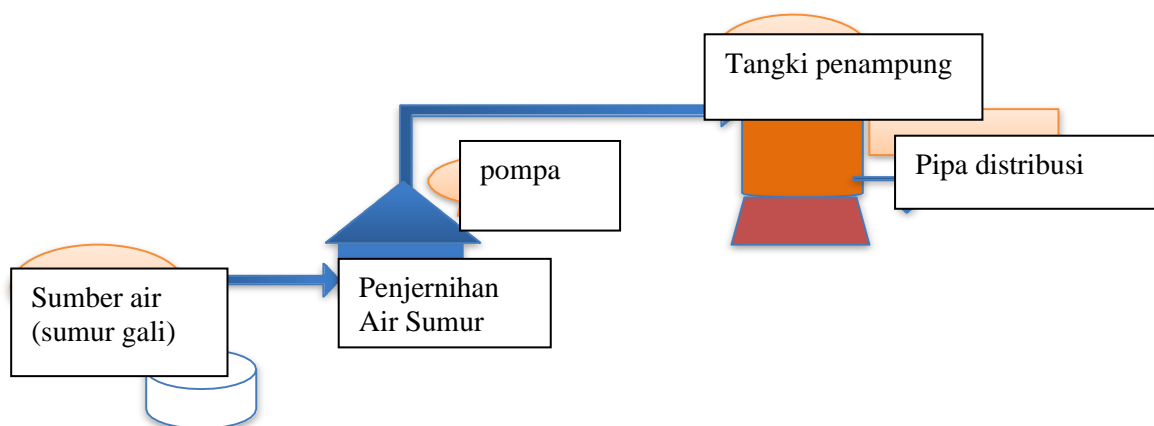 Tangki penampung
pompa
Pipa distribusi
Sumber air
(sumur gali)
Penjernihan
Air Sumur